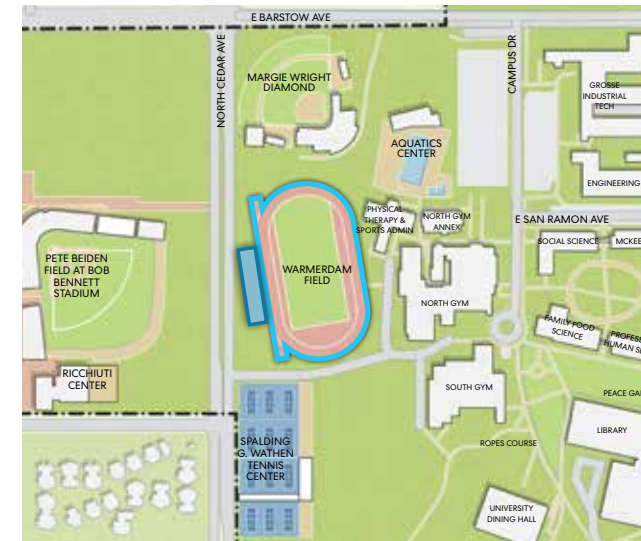 E BARSTOW AVE
NORTH CEDAR AVE
MARGIE WRIGHT
DIAMOND
CAMPUS DR
GROSSE
INDUSTRIAL
TECH
AQUATICS
CENTER
ENGINEERING
PHYSICAL
THERAPY &
SPORTS ADMIN
NORTH GYM
ANNEX
E SAN RAMON AVE
SOCIAL SCIENCE
MCKEE
PETE BEIDEN
FIELD AT BOB
BENNETT
STADIUM
WARMERDAM
FIELD
NORTH GYM
FAMILY FOOD
SCIENCE
PROFESS
HUMAN S
RICCHIUTI
CENTER
SOUTH GYM
PEACE GA
LIBRARY
SPALDING
G. WATHEN
TENNIS
CENTER
ROPES COURSE
UNIVERSITY
DINING HALL